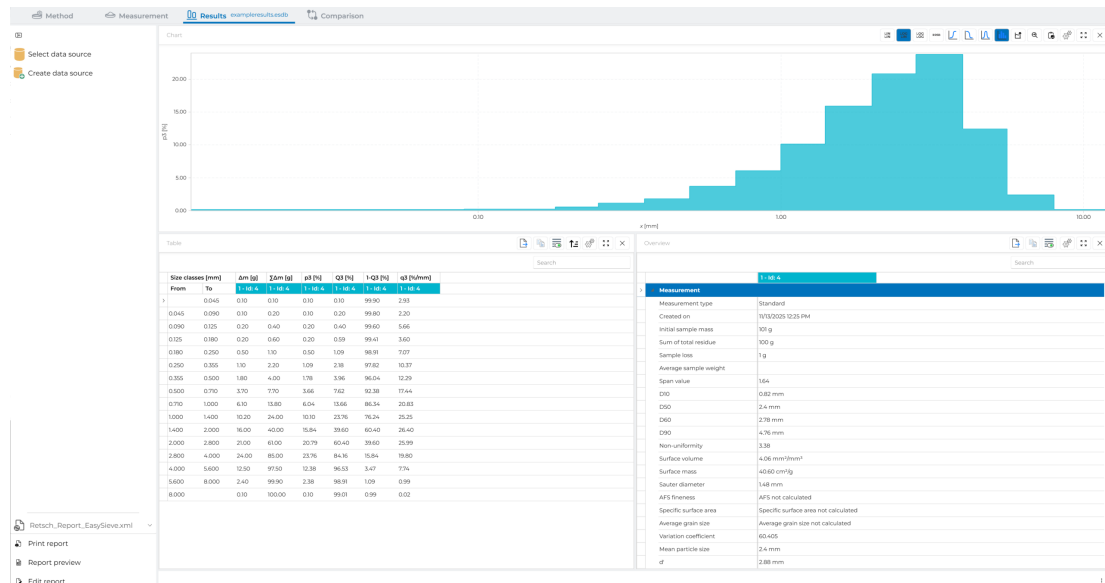 Method
Measurement
Results exampleresults.esdb
Comparison
Select data source
Create data source
Chart
p3 [%]
20.00
15.00
10.00
5.00
0.00
0.10
1.00
10.00
x [mm]
Table
Search
Size classes [mm] Δm [g] ∑Δm [g] p3 [%] Q3 [%] 1-Q3 [%] q3 [%/mm]
From To 1 - Id: 4 1 - Id: 4 1 - Id: 4 1 - Id: 4 1 - Id: 4 1 - Id: 4
0.045 0.10 0.10 0.10 0.10 99.90 2.93
0.045 0.090 0.10 0.20 0.10 0.20 99.80 2.20
0.090 0.125 0.20 0.40 0.20 0.40 99.60 5.66
0.125 0.180 0.20 0.60 0.20 0.59 99.41 3.60
0.180 0.250 0.50 1.10 0.50 1.09 98.91 7.07
0.250 0.355 1.10 2.20 1.09 2.18 97.82 10.37
0.355 0.500 1.80 4.00 1.78 3.96 96.04 12.29
0.500 0.710 3.70 7.70 3.66 7.62 92.38 17.44
0.710 1.000 6.10 13.80 6.04 13.66 86.34 20.83
1.000 1.400 10.20 24.00 10.10 23.76 76.24 25.25
1.400 2.000 16.00 40.00 15.84 39.60 60.40 26.40
2.000 2.800 21.00 61.00 20.79 60.40 39.60 25.99
2.800 4.000 24.00 85.00 23.76 84.16 15.84 19.80
4.000 5.600 12.50 97.50 12.38 96.53 3.47 7.74
5.600 8.000 2.40 99.90 2.38 98.91 1.09 0.99
8.000 0.10 100.00 0.10 99.01 0.99 0.02
Overview
Search
1 - Id: 4
Measurement
Measurement type Standard
Created on 11/13/2025 12:25 PM
Initial sample mass 101 g
Sum of total residue 100 g
Sample loss 1 g
Average sample weight
Span value 1.64
D10 0.82 mm
D50 2.4 mm
D60 2.78 mm
D90 4.76 mm
Non-uniformity 3.38
Surface volume 4.06 mm²/mm³
Surface mass 40.60 cm²/g
Sauter diameter 1.48 mm
AFS fineness AFS not calculated
Specific surface area Specific surface area not calculated
Average grain size Average grain size not calculated
Variation coefficient 60.405
Mean particle size 2.4 mm
d' 2.88 mm
Retsch_Report_EasySieve.xml
Print report
Report preview
Edit report